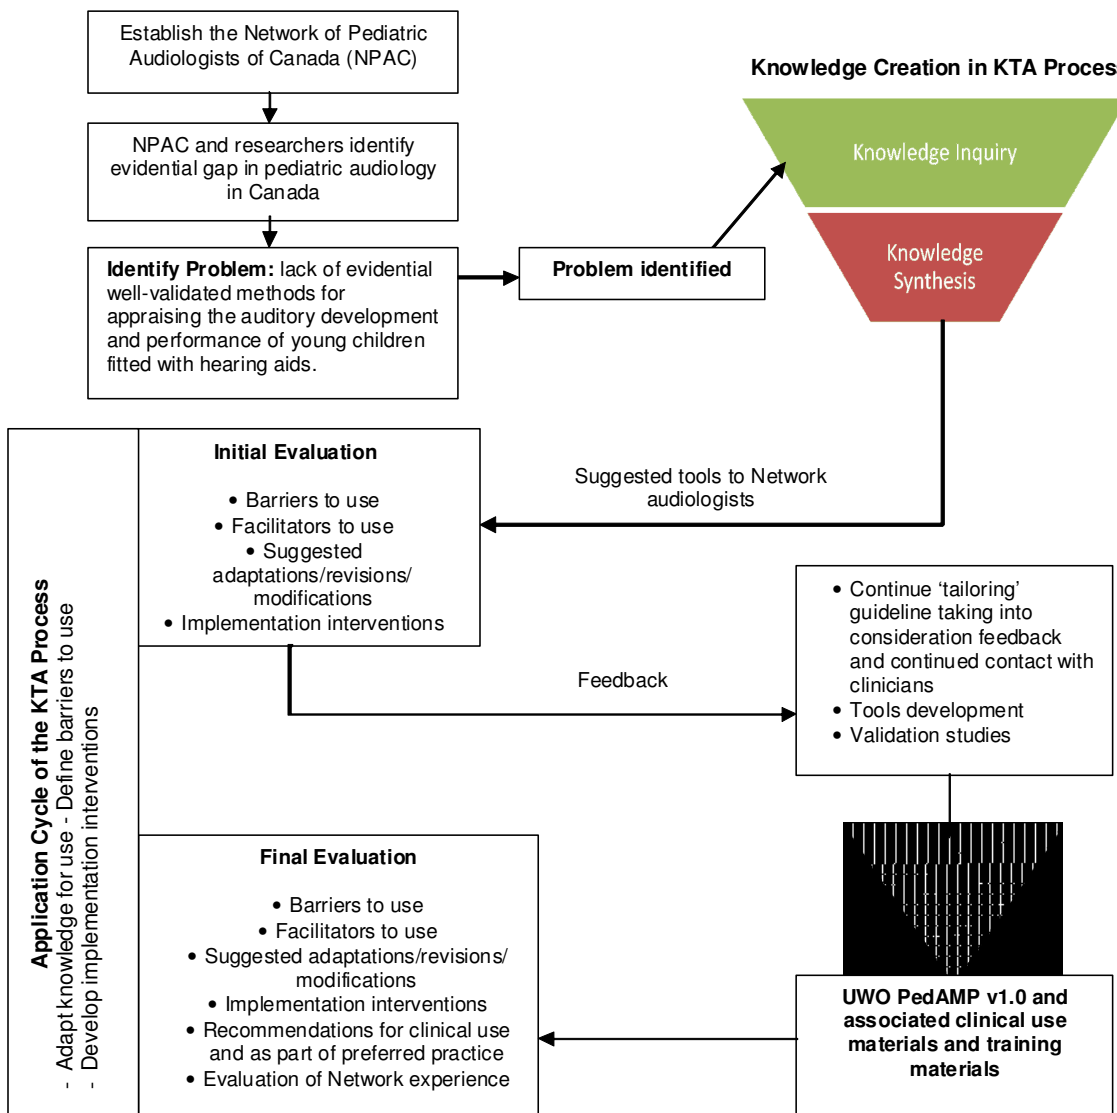 Establish the Network of Pediatric
Audiologists of Canada (NPAC)
NPAC and researchers identify
evidential gap in pediatric audiology
in Canada
Identify Problem: lack of evidential
well-validated methods for
appraising the auditory development
and performance of young children
fitted with hearing aids.
Problem identified
Knowledge Creation in KTA Proces
Knowledge Inquiry
Knowledge
Synthesis
Suggested tools to Network
audiologists
Application Cycle of the KTA Process
- Adapt knowledge for use - Define barriers to use
- Develop implementation interventions
Initial Evaluation
• Barriers to use
• Facilitators to use
• Suggested
adaptations/revisions/
modifications
• Implementation interventions
Feedback
• Continue ‘tailoring’
guideline taking into
consideration feedback
and continued contact with
clinicians
• Tools development
• Validation studies
UWO PedAMP v1.0 and
associated clinical use
materials and training
materials
Final Evaluation
• Barriers to use
• Facilitators to use
• Suggested adaptations/revisions/
modifications
• Implementation interventions
• Recommendations for clinical use
and as part of preferred practice
• Evaluation of Network experience